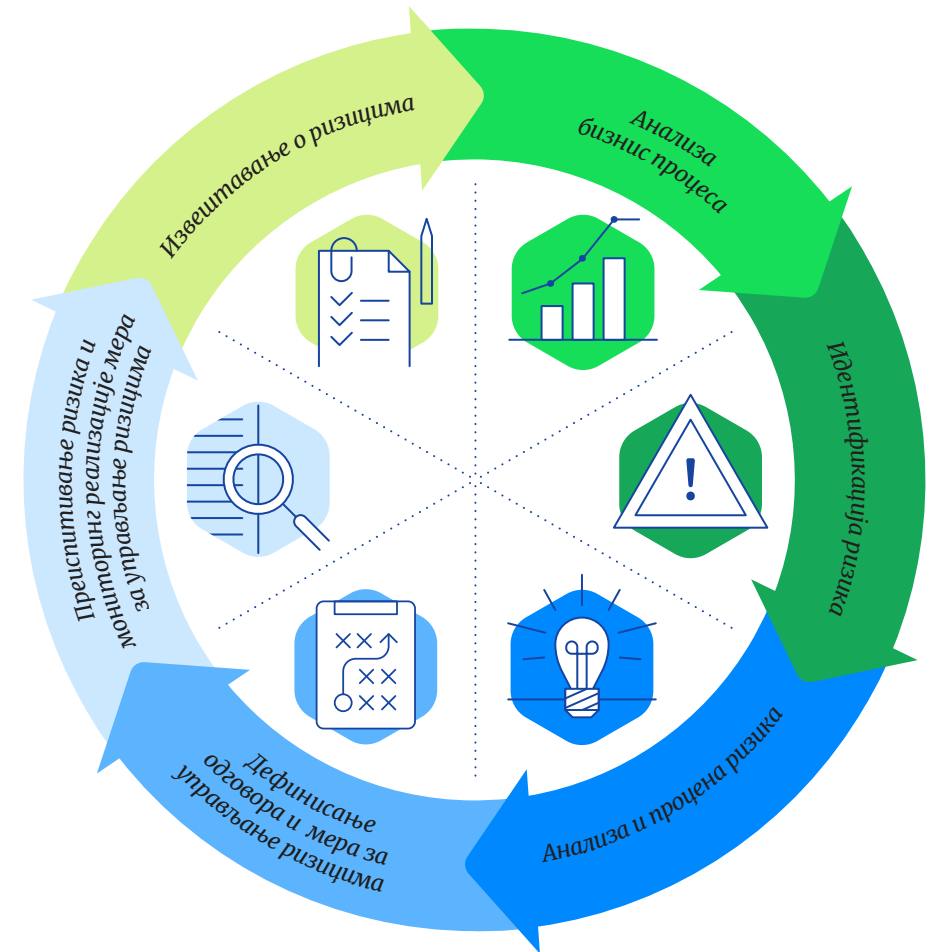 Анализа
бизнис процеса
Идентификација ризика
Анализа и процена ризика
Дефинисање
одговора и мера за
управљање ризицима
Преиспитивање ризика и
мониторинг реализације мера
за управљање ризицима
Извештавање о ризицима